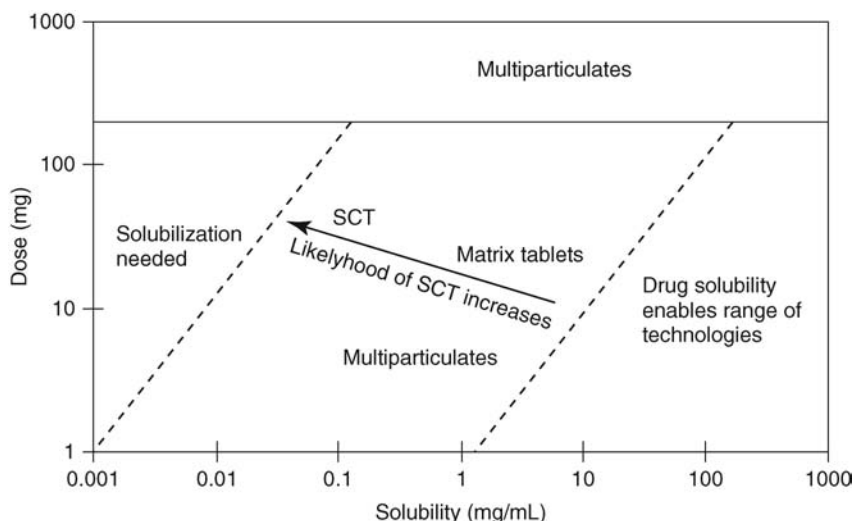 1000
Multiparticulates
100
Dose (mg)
SCT
Solubilization
needed
Matrix tablets
Likelyhood of SCT increases
Drug solubility
enables range of
technologies
10
Multiparticulates
1
0.001
0.01
0.1
1
10
100
1000
Solubility (mg/mL)